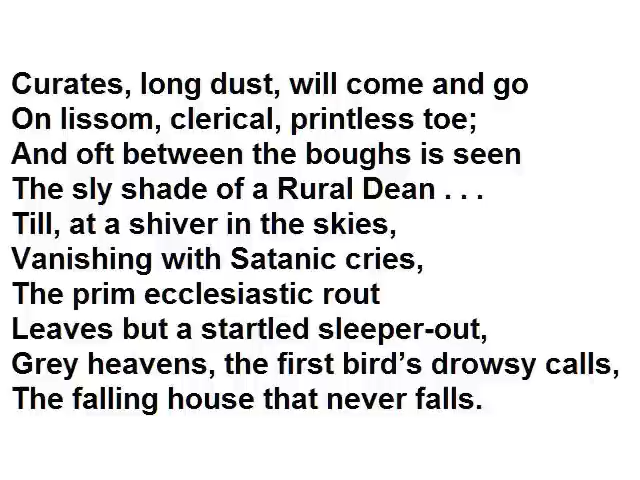 Curates, long dust, will come and go
On lissom, clerical, printless toe;
And oft between the boughs is seen
The sly shade of a Rural Dean . . .
Till, at a shiver in the skies,
Vanishing with Satanic cries,
The prim ecclesiastic rout
Leaves but a startled sleeper-out,
Grey heavens, the first bird’s drowsy calls,
The falling house that never falls.